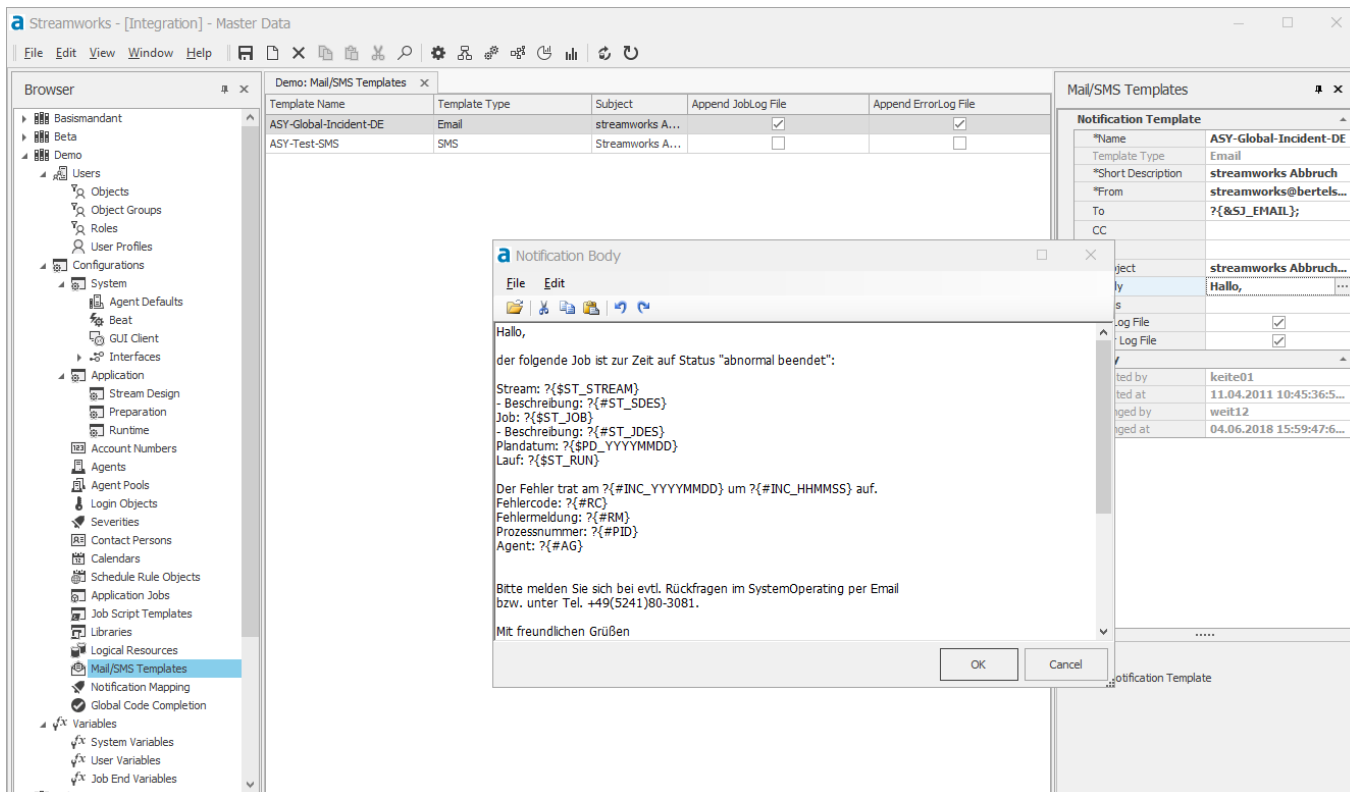 Streamworks - [Integration] - Master Data
File Edit View Window Help
Browser
Basismandant
Beta
Demo
Users
Objects
Object Groups
Roles
User Profiles
Configurations
System
Agent Defaults
Beat
GUI Client
Interfaces
Application
Stream Design
Preparation
Runtime
Account Numbers
Agents
Agent Pools
Login Objects
Severities
Contact Persons
Calendars
Schedule Rule Objects
Application Jobs
Job Script Templates
Libraries
Logical Resources
Mail/SMS Templates
Notification Mapping
Global Code Completion
Variables
System Variables
User Variables
Job End Variables
Demo: Mail/SMS Templates
Template Name Template Type Subject Append JobLog File Append ErrorLog File
ASY-Global-Incident-DE Email streamworks A...
ASY-Test-SMS SMS Streamworks A...
Notification Body
File Edit
Hallo,
der folgende Job ist zur Zeit auf Status "abnormal beendet":
Stream: ?{$ST_STREAM}
- Beschreibung: ?{#ST_SDES}
Job: ?{$ST_JOB}
- Beschreibung: ?{#ST_JDES}
Plandatum: ?{$PD_YYYYMMDD}
Lauf: ?{$ST_RUN}
Der Fehler trat am ?{#INC_YYYYMMDD} um ?{#INC_HHMMSS} auf.
Fehlercode: ?{#RC}
Fehlermeldung: ?{#RM}
Prozessnummer: ?{#PID}
Agent: ?{#AG}
Bitte melden Sie sich bei evtl. Rückfragen im SystemOperating per Email
bzw. unter Tel. +49(5241)80-3081.
Mit freundlichen Grüßen
OK Cancel
Mail/SMS Templates
Notification Template
*Name ASY-Global-Incident-DE
Template Type Email
*Short Description streamworks Abbruch
*From streamworks@bertels...
To ?{&SJ_EMAIL};
CC
ject streamworks Abbruch...
ly Hallo, ...
s
Log File
r Log File
y
ted by keite01
ted at 11.04.2011 10:45:36:5...
nged by weit12
nged at 04.06.2018 15:59:47:6...
otification Template